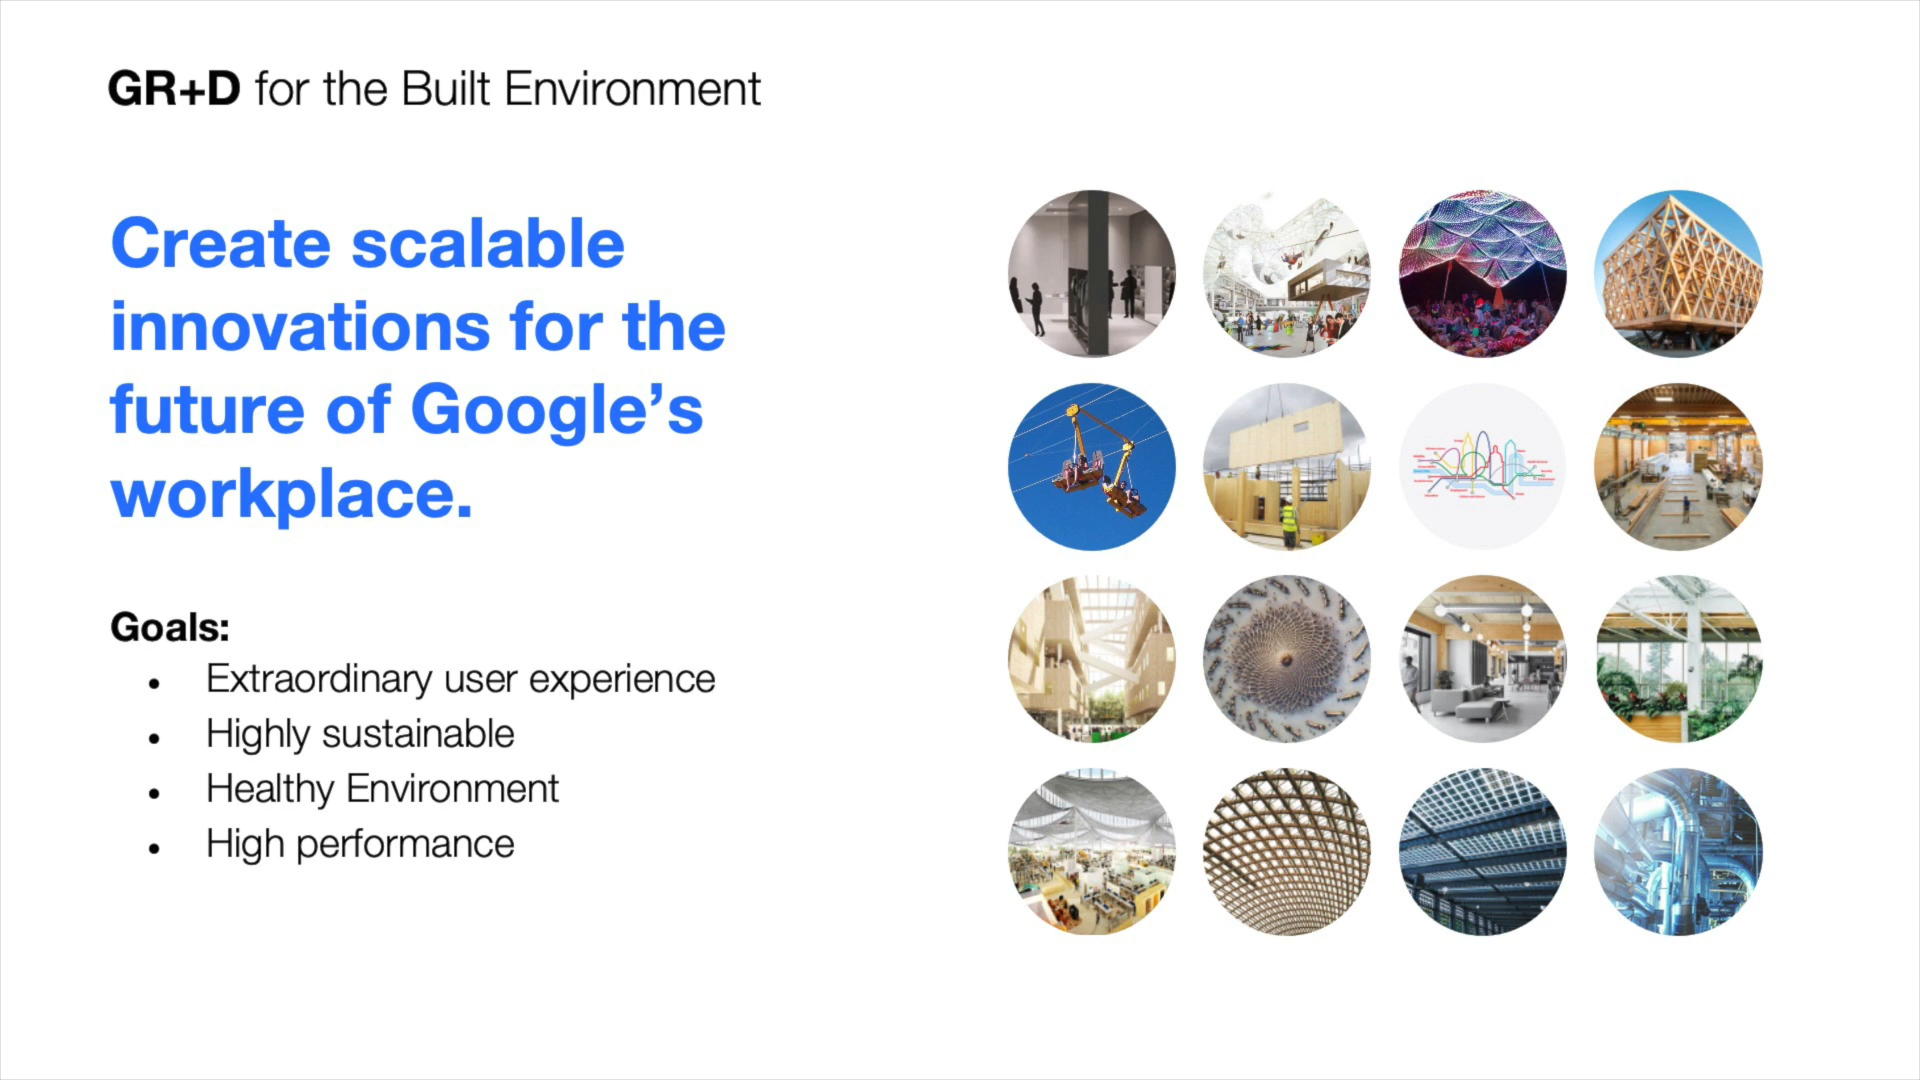 GR+D for the Built Environment
Create scalable
innovations for the
future of Google’s
workplace.
Goals:
• Extraordinary user experience
• Highly sustainable
• Healthy Environment
• High performance